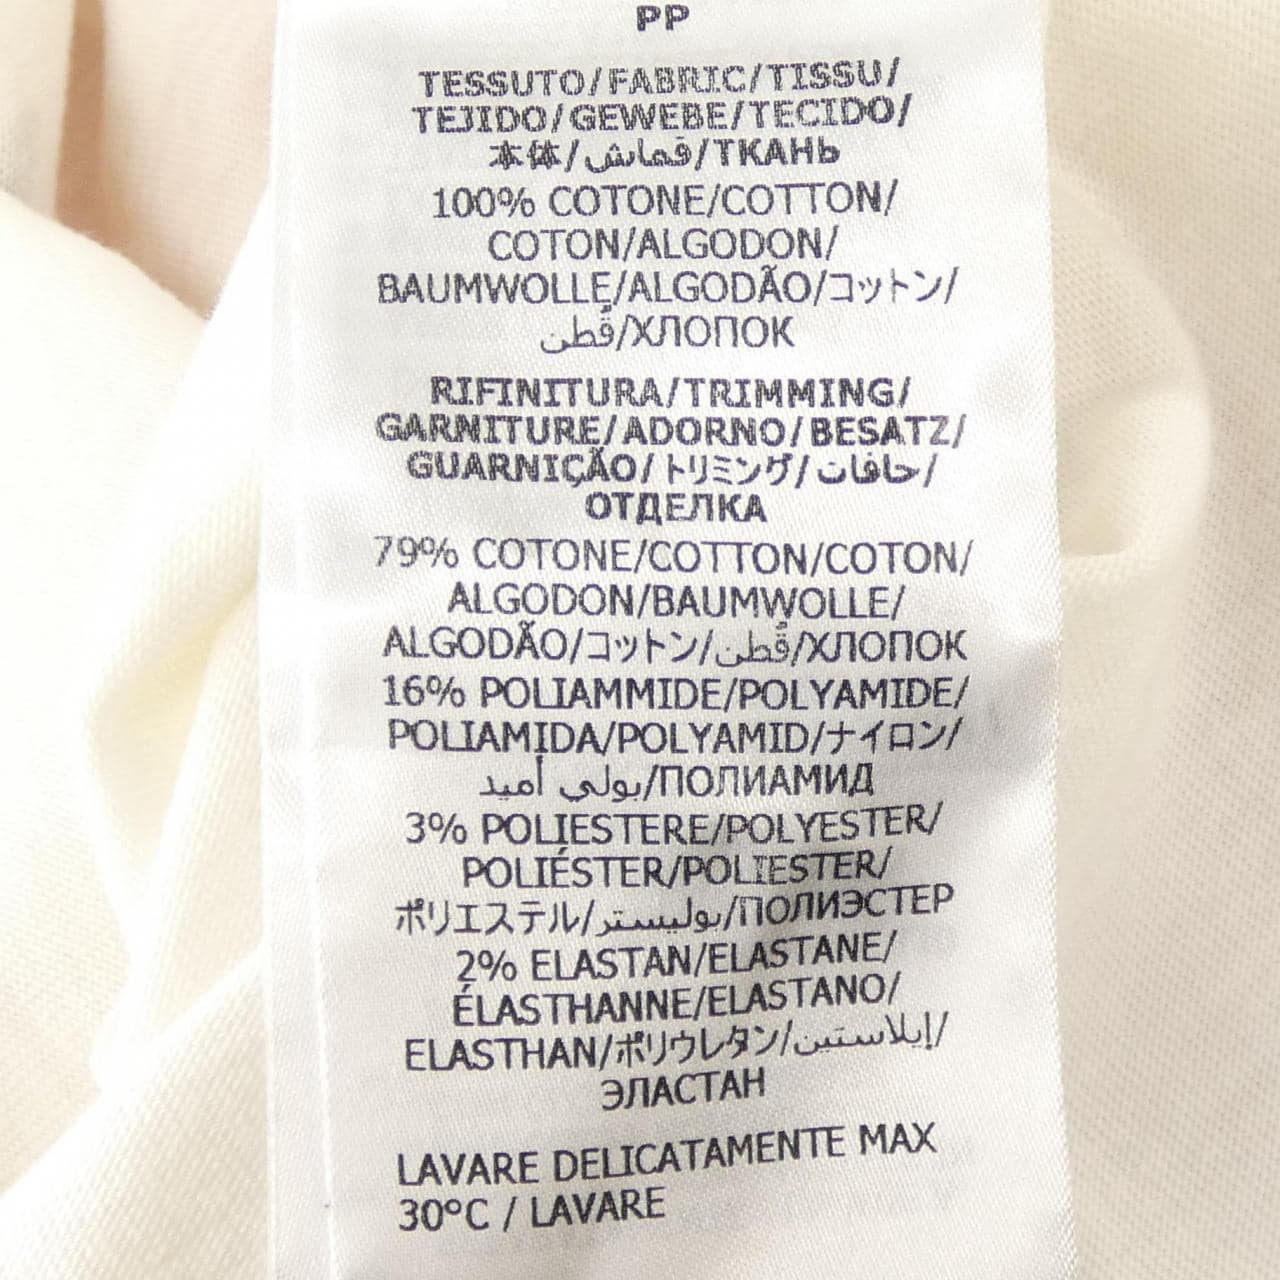 PP
TESSUTO/FABRIC/TISSU/
TEJIDO/GEWEBE/TECIDO/
本体/قماش/ТКАНЬ
100% COTONE/COTTON/
COTON/ALGODON/
BAUMWOLLE/ALGODÃO/コットン/
قُطن/ХЛОПОК
RIFINITURA/TRIMMING/
GARNITURE/ADORNO/BESATZ/
GUARNIÇÃO/トリミング/حافات/
ОТДЕЛКА
79% COTONE/COTTON/COTON/
ALGODON/BAUMWOLLE/
ALGODÃO/コットン/قُطن/ХЛОПОК
16% POLIAMMIDE/POLYAMIDE/
POLIAMIDA/POLYAMID/ナイロン/
بولي أميد/ПОЛИАМИД
3% POLIESTERE/POLYESTER/
POLIÉSTER/POLIESTER/
ポリエステル/بوليستر/ПОЛИЭСТЕР
2% ELASTAN/ELASTANE/
ÉLASTHANNE/ELASTANO/
ELASTHAN/ポリウレタン/إيلاستين/
ЭЛАСТАН
LAVARE DELICATAMENTE MAX
30°C / LAVARE